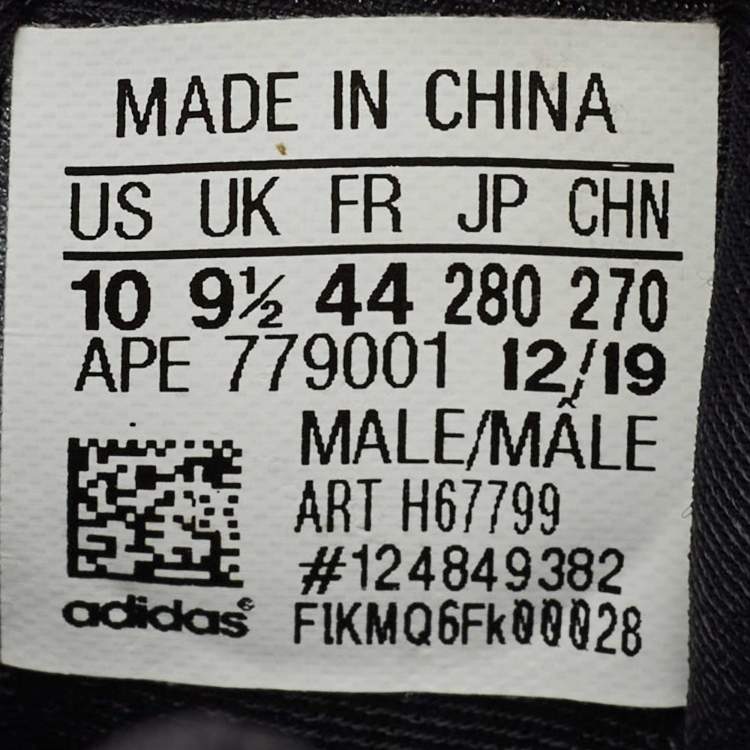 MADE IN CHINA
US UK FR JP CHN
10 9½ 44 280 270
APE 779001 12/19
MALE/MÂLE
ART H67799
#124849382
adidas®
F1KMQ6Fk00028